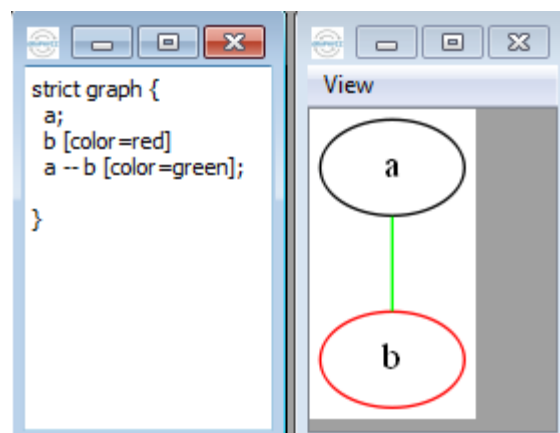 strict graph {
a;
b [color=red]
a -- b [color=green];
}
View
a
b